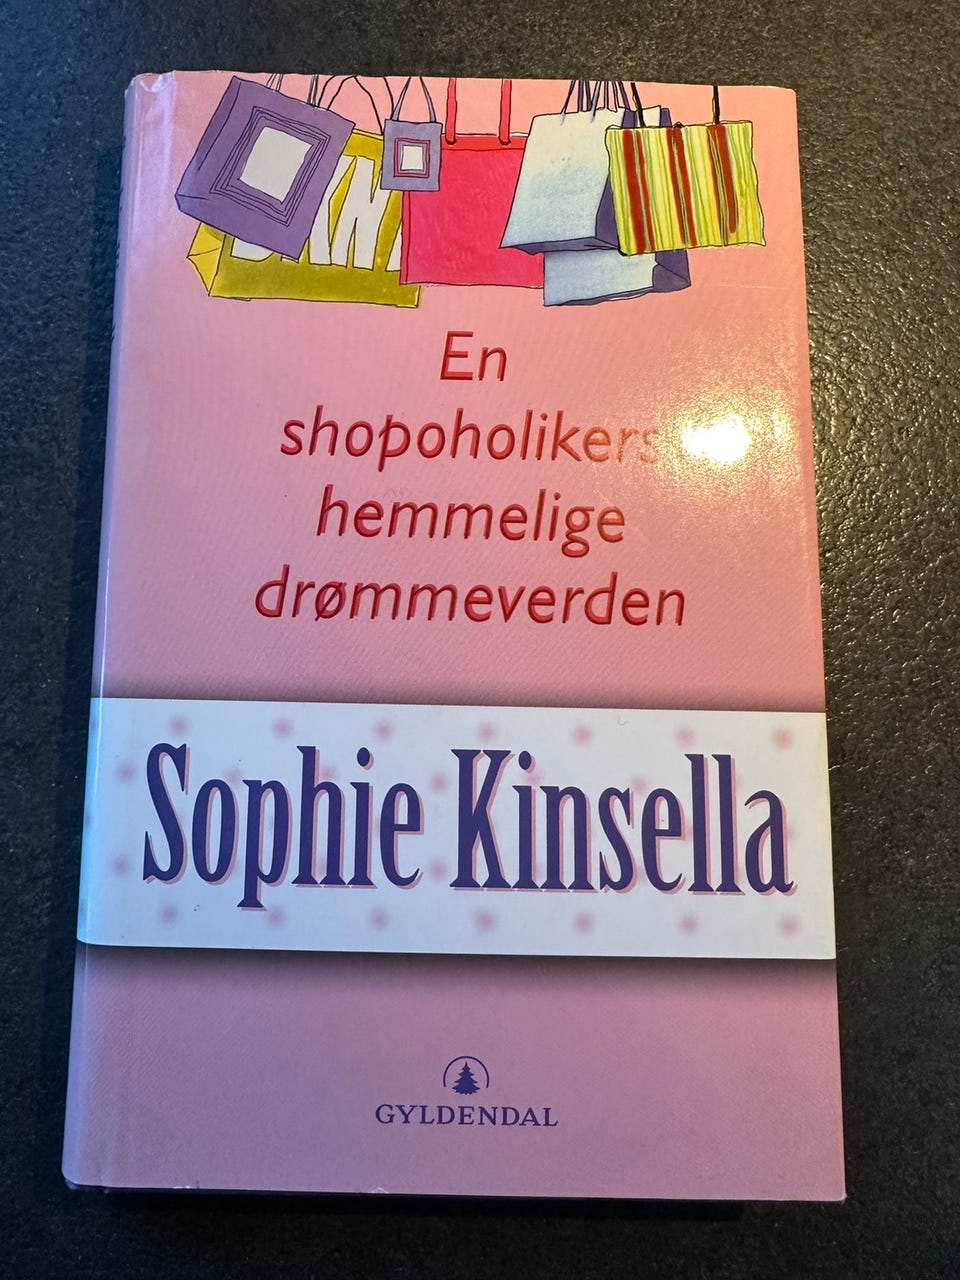 En
shopoholikers
hemmelige
drømmeverden
Sophie Kinsella
GYLDENDAL